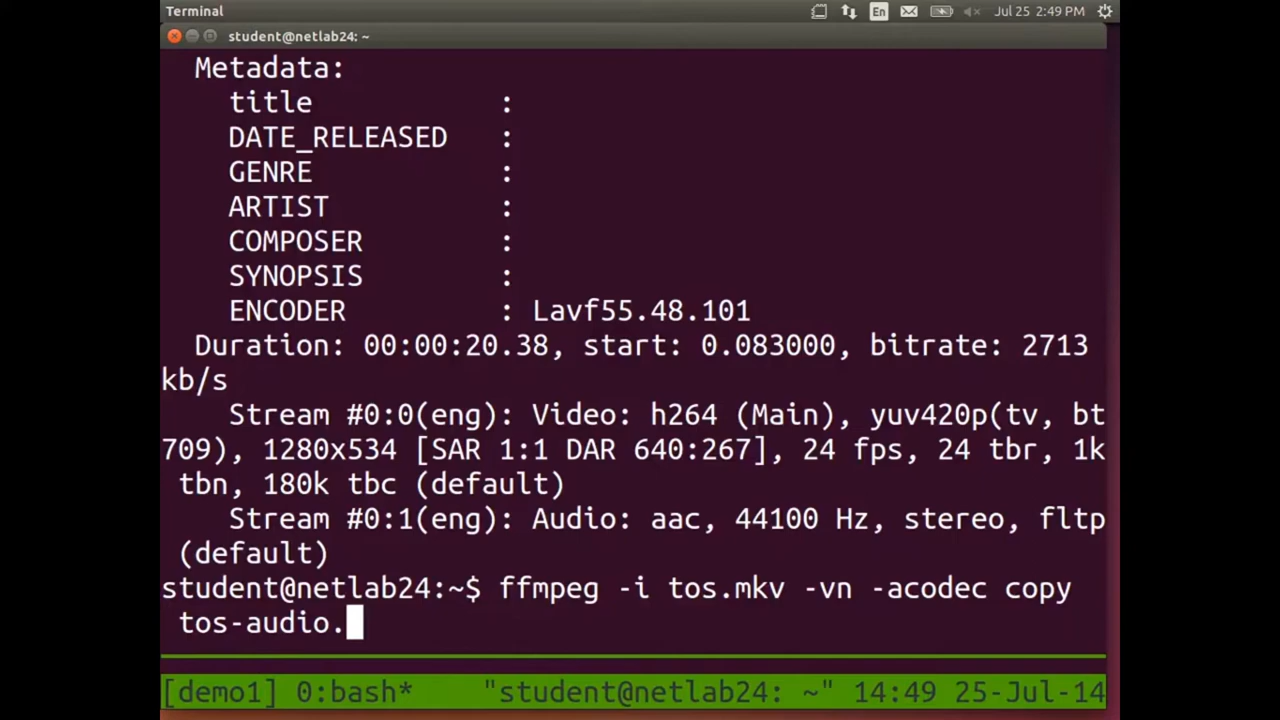 Terminal
En
Jul 25 2:49 PM
student@netlab24: ~
Metadata:
title :
DATE_RELEASED :
GENRE :
ARTIST :
COMPOSER :
SYNOPSIS :
ENCODER : Lavf55.48.101
Duration: 00:00:20.38, start: 0.083000, bitrate: 2713
kb/s
Stream #0:0(eng): Video: h264 (Main), yuv420p(tv, bt
709), 1280x534 [SAR 1:1 DAR 640:267], 24 fps, 24 tbr, 1k
tbn, 180k tbc (default)
Stream #0:1(eng): Audio: aac, 44100 Hz, stereo, fltp
(default)
student@netlab24:~$ ffmpeg -i tos.mkv -vn -acodec copy
tos-audio.
[demo1] 0:bash* "student@netlab24: ~" 14:49 25-Jul-14